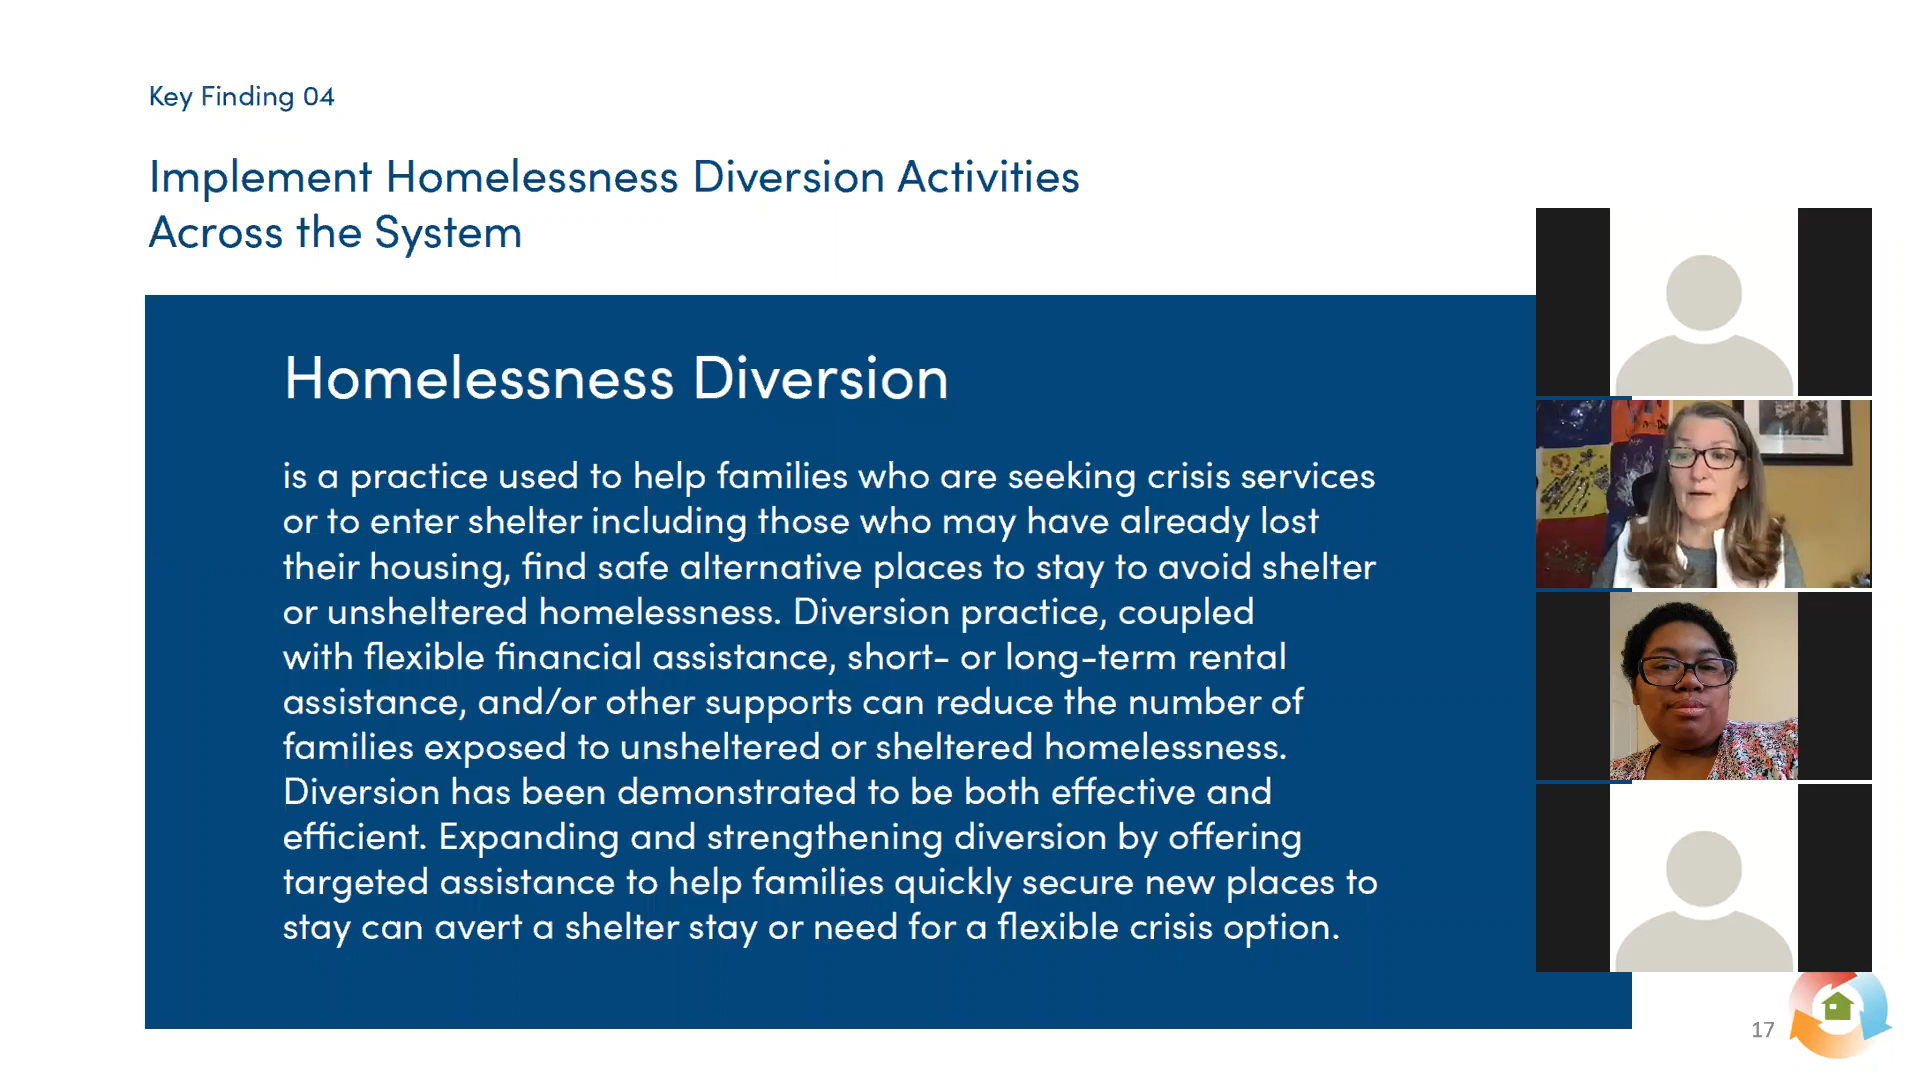 Key Finding 04
Implement Homelessness Diversion Activities
Across the System
Homelessness Diversion
is a practice used to help families who are seeking crisis services
or to enter shelter including those who may have already lost
their housing, find safe alternative places to stay to avoid shelter
or unsheltered homelessness. Diversion practice, coupled
with flexible financial assistance, short- or long-term rental
assistance, and/or other supports can reduce the number of
families exposed to unsheltered or sheltered homelessness.
Diversion has been demonstrated to be both effective and
efficient. Expanding and strengthening diversion by offering
targeted assistance to help families quickly secure new places to
stay can avert a shelter stay or need for a flexible crisis option.
17